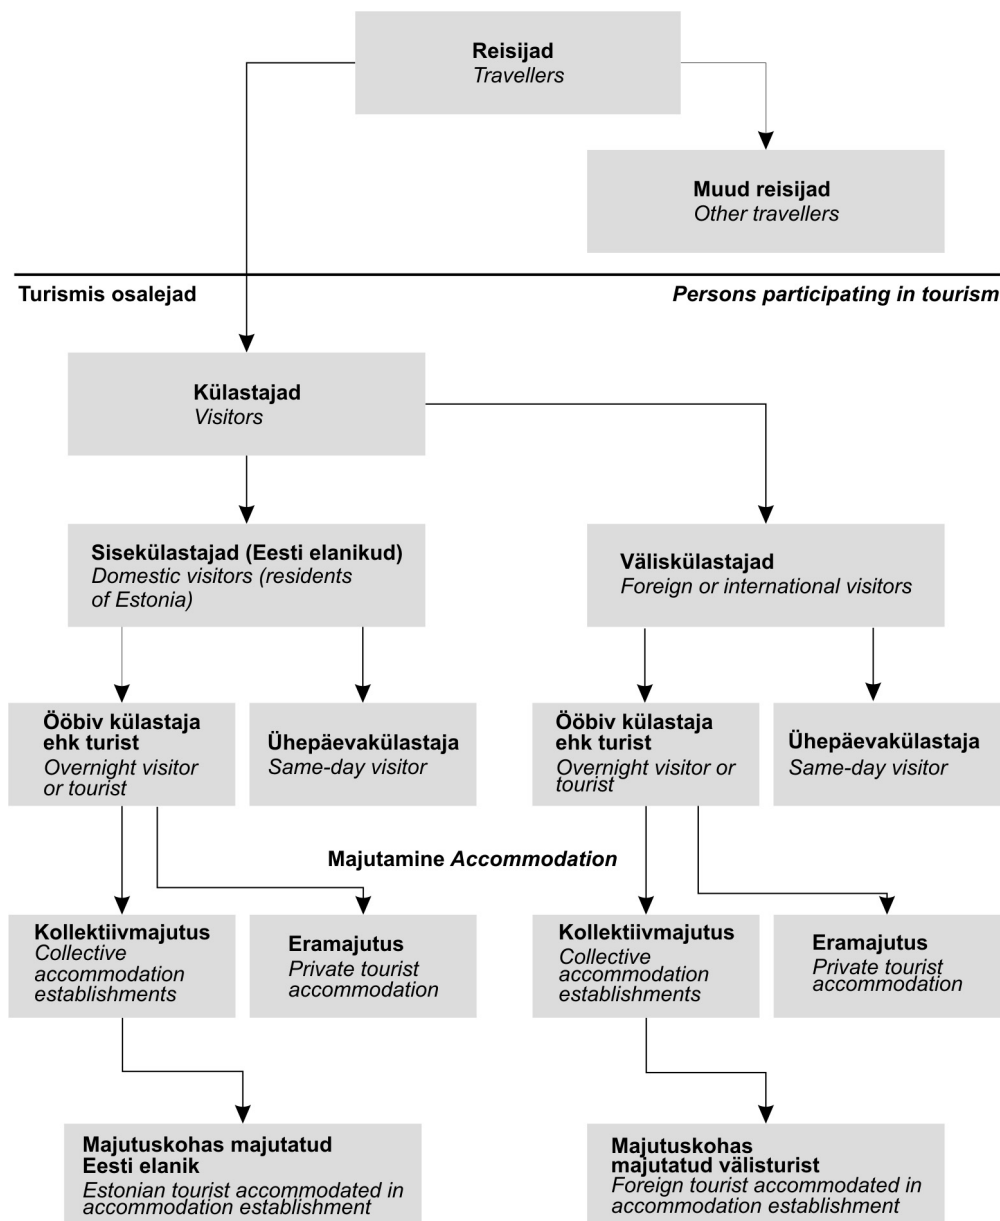 Reisijad
Travellers
Muud reisijad
Other travellers
Turismis osalejad
Persons participating in tourism
Külastajad
Visitors
Sisekülastajad (Eesti elanikud)
Domestic visitors (residents
of Estonia)
Väliskülastajad
Foreign or international visitors
Ööbiv külastaja
ehk turist
Overnight visitor
or tourist
Ühepäevakülastaja
Same-day visitor
Ööbiv külastaja
ehk turist
Overnight visitor or
tourist
Ühepäevakülastaja
Same-day visitor
Majutamine Accommodation
Kollektiivmajutus
Collective
accommodation
establishments
Eramajutus
Private tourist
accommodation
Kollektiivmajutus
Collective
accommodation
establishments
Eramajutus
Private tourist
accommodation
Majutuskohas majutatud
Eesti elanik
Estonian tourist accommodated in
accommodation establishment
Majutuskohas
majutatud välisturist
Foreign tourist accommodated in
accommodation establishment